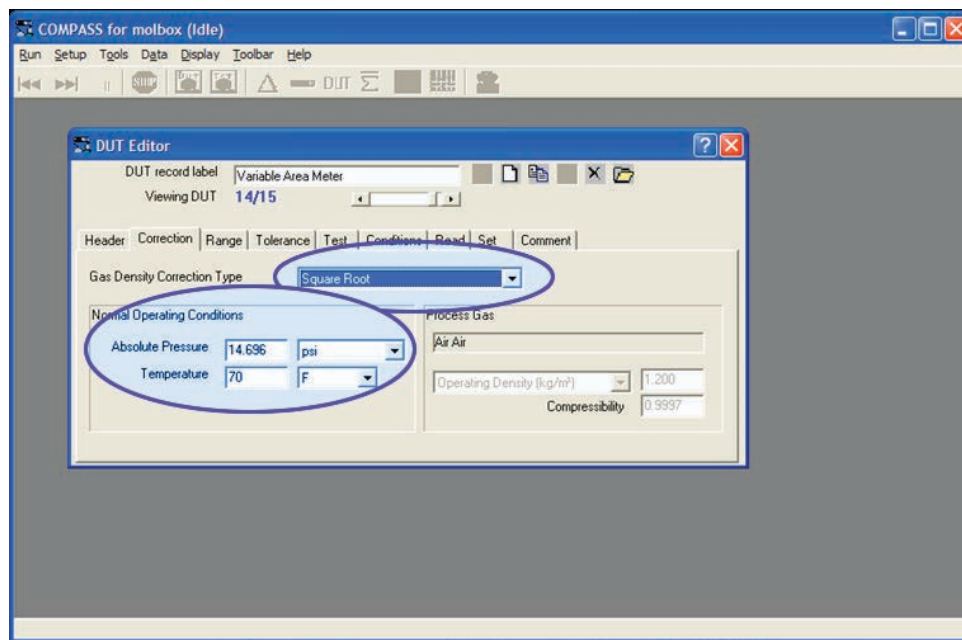 COMPASS for molbox (Idle)
Run Setup Tools Data Display Toolbar Help
STOP DUT
DUT Editor
DUT record label Variable Area Meter
Viewing DUT 14/15
Header Correction Range Tolerance Test Conditions Read Set Comment
Gas Density Correction Type Square Root
Normal Operating Conditions
Absolute Pressure 14.696 psi
Temperature 70 F
Process Gas
Air Air
Operating Density (kg/m³) 1.200
Compressibility 0.9997